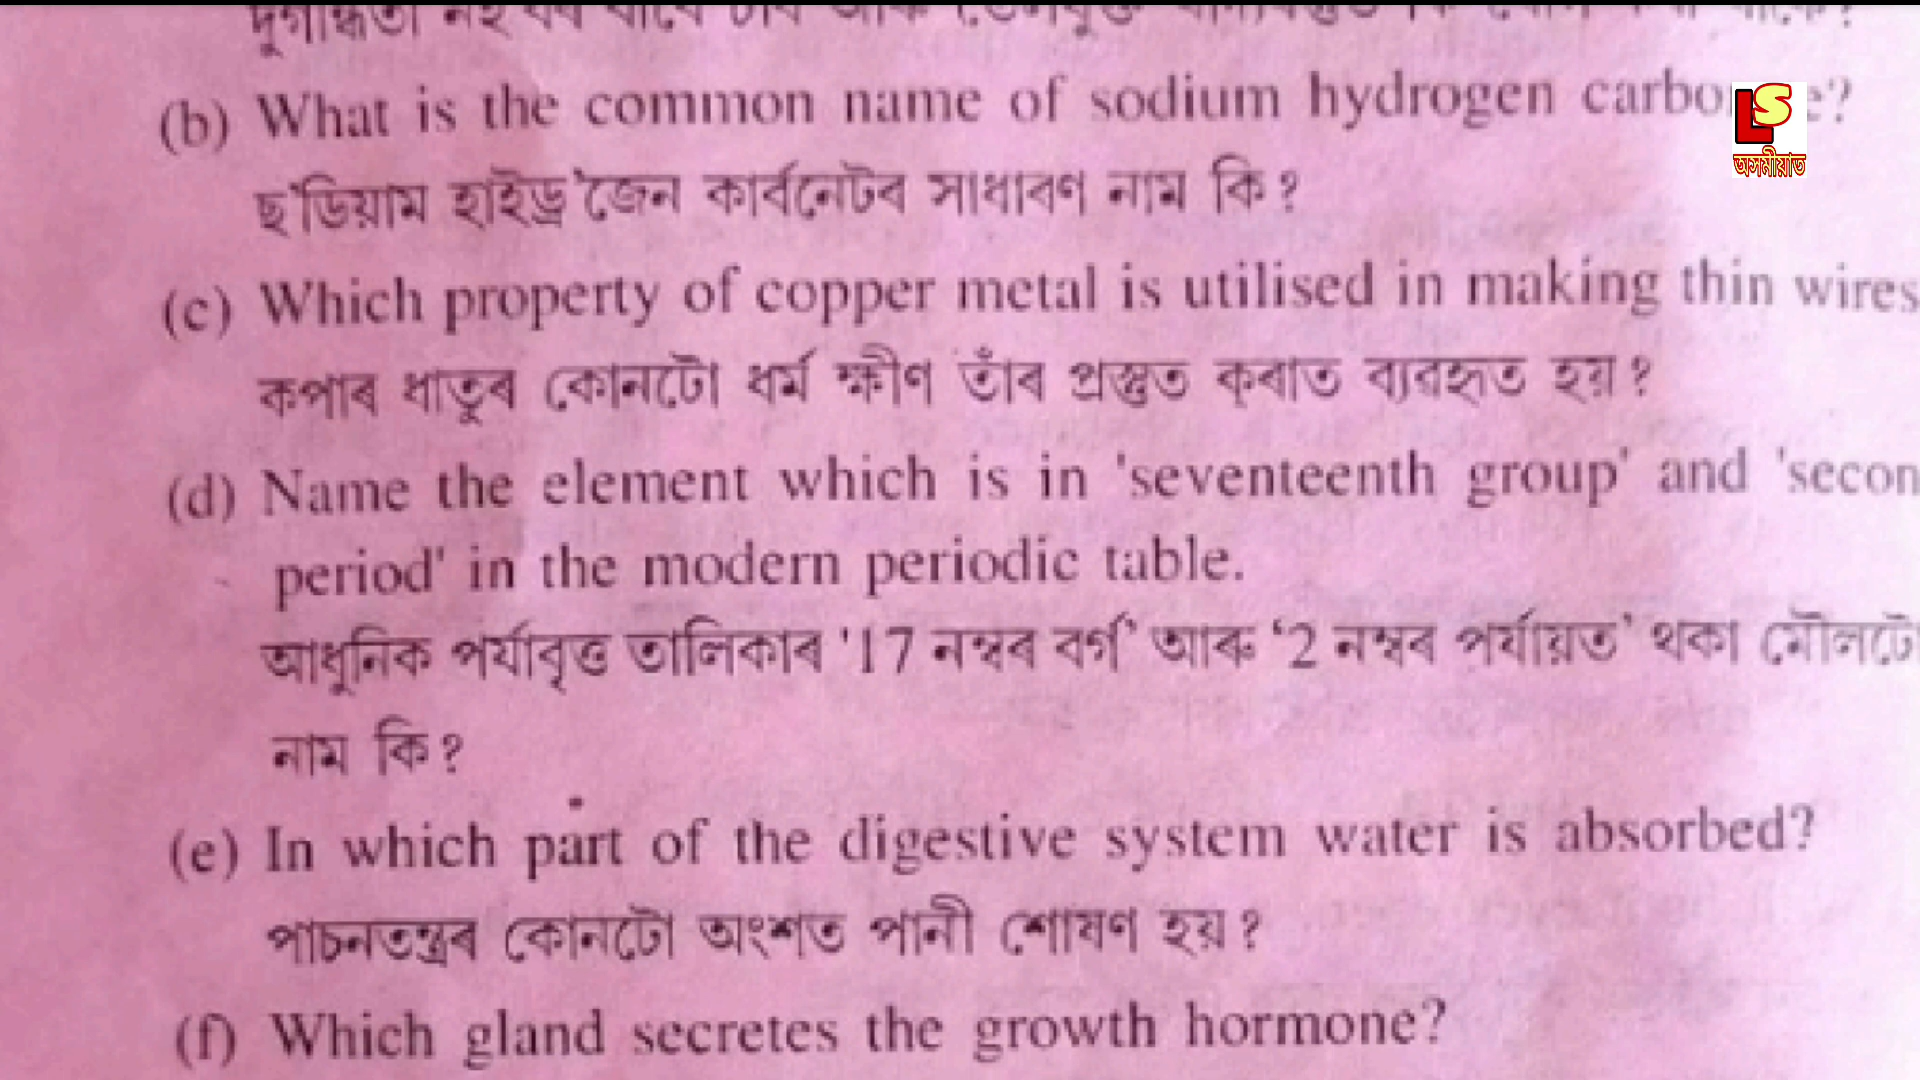 (b) What is the common name of sodium hydrogen
ছ'ডিয়াম হাইড্ৰ'জেন কাৰ্বনেটৰ সাধাৰণ নাম কি?
(c) Which property of copper metal is utilised in making thin wires
কপাৰ ধাতুৰ কোনটো ধৰ্ম ক্ষীণ তাঁৰ প্ৰস্তুত কৰাত ব্যৱহৃত হয়?
(d) Name the element which is in 'seventeenth group' and 'secon
period' in the modern periodic table.
আধুনিক পৰ্যাবৃত্ত তালিকাৰ '17 নম্বৰ বৰ্গ' আৰু '2 নম্বৰ পৰ্যায়ত' থকা মৌলটো
নাম কি?
(e) In which part of the digestive system water is absorbed?
পাচনতন্ত্ৰৰ কোনটো অংশত পানী শোষণ হয়?
(f) Which gland secretes the growth hormone?
LS
অসমীয়াত